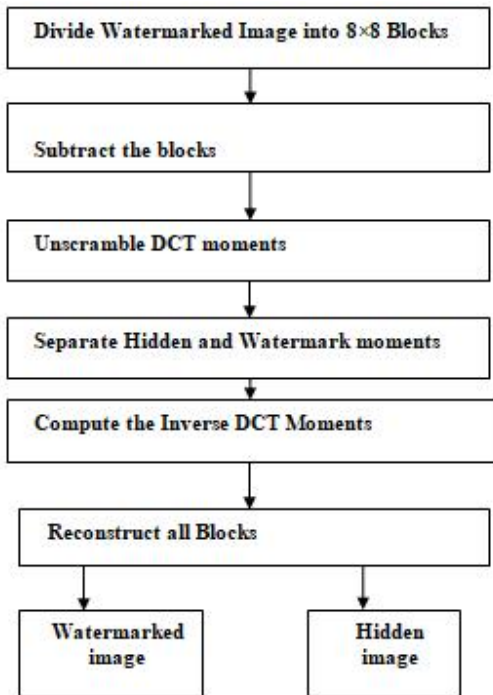 Divide Watermarked Image into 8×8 Blocks
Subtract the blocks
Unscramble DCT moments
Separate Hidden and Watermark moments
Compute the Inverse DCT Moments
Reconstruct all Blocks
Watermarked
image
Hidden
image